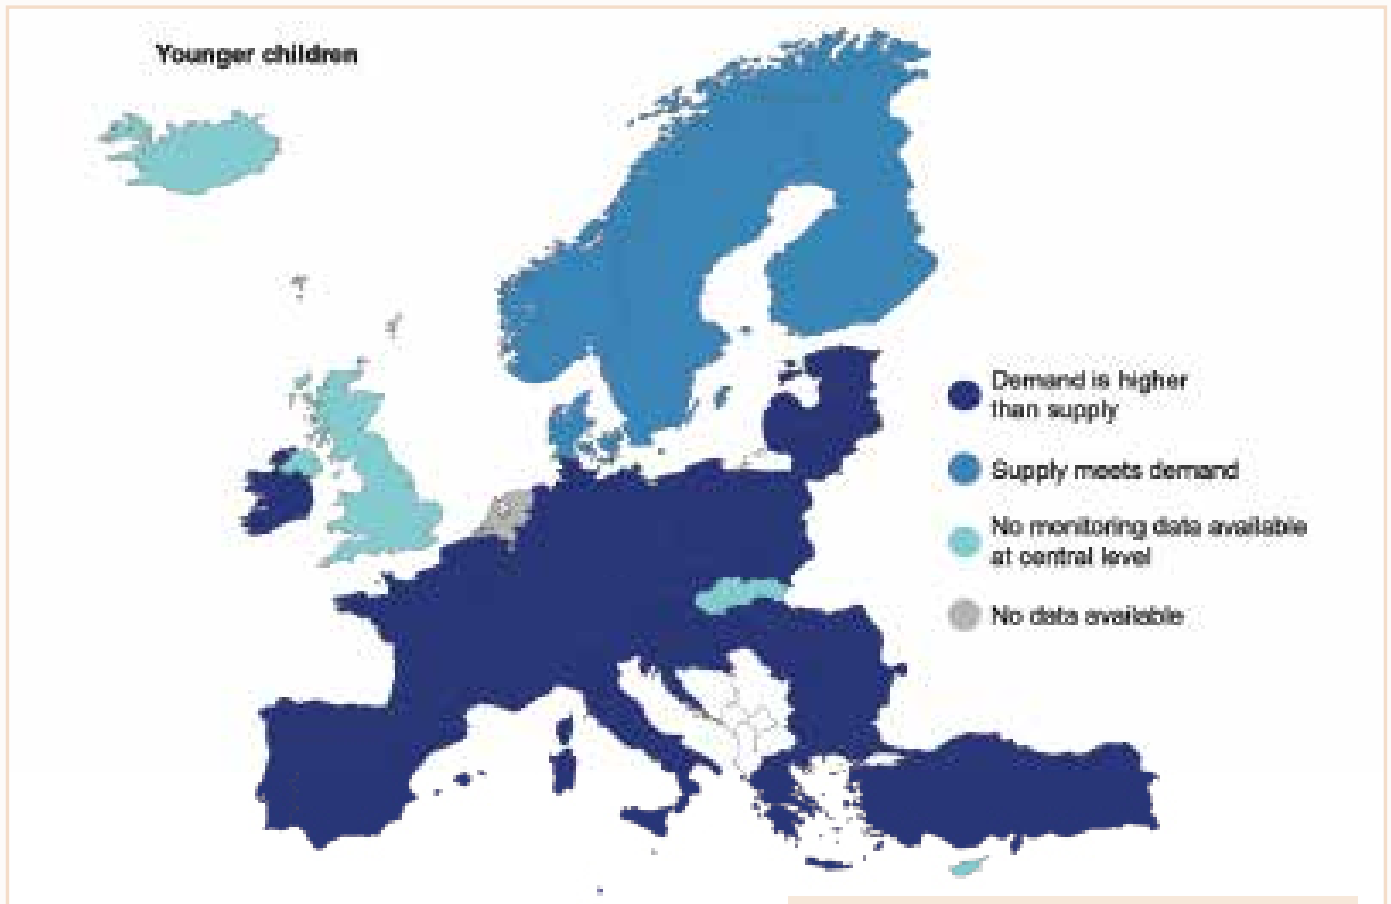 Younger children
Demand is higher
than supply
Supply meets demand
No monitoring data available
at central level
No data available